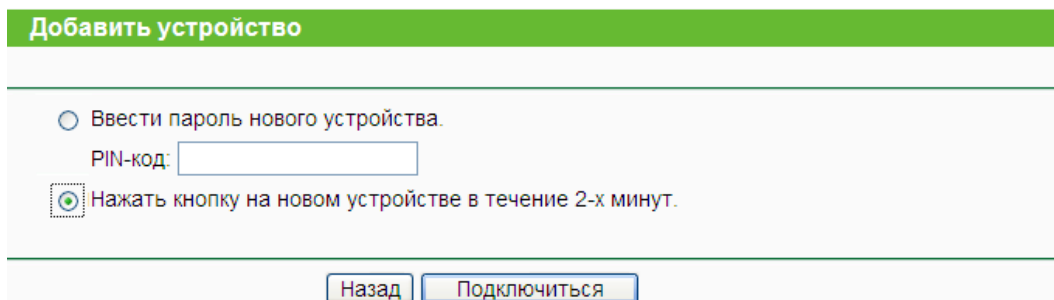 Добавить устройство
Ввести пароль нового устройства.
PIN-код:
Нажать кнопку на новом устройстве в течение 2-х минут.
Назад Подключиться